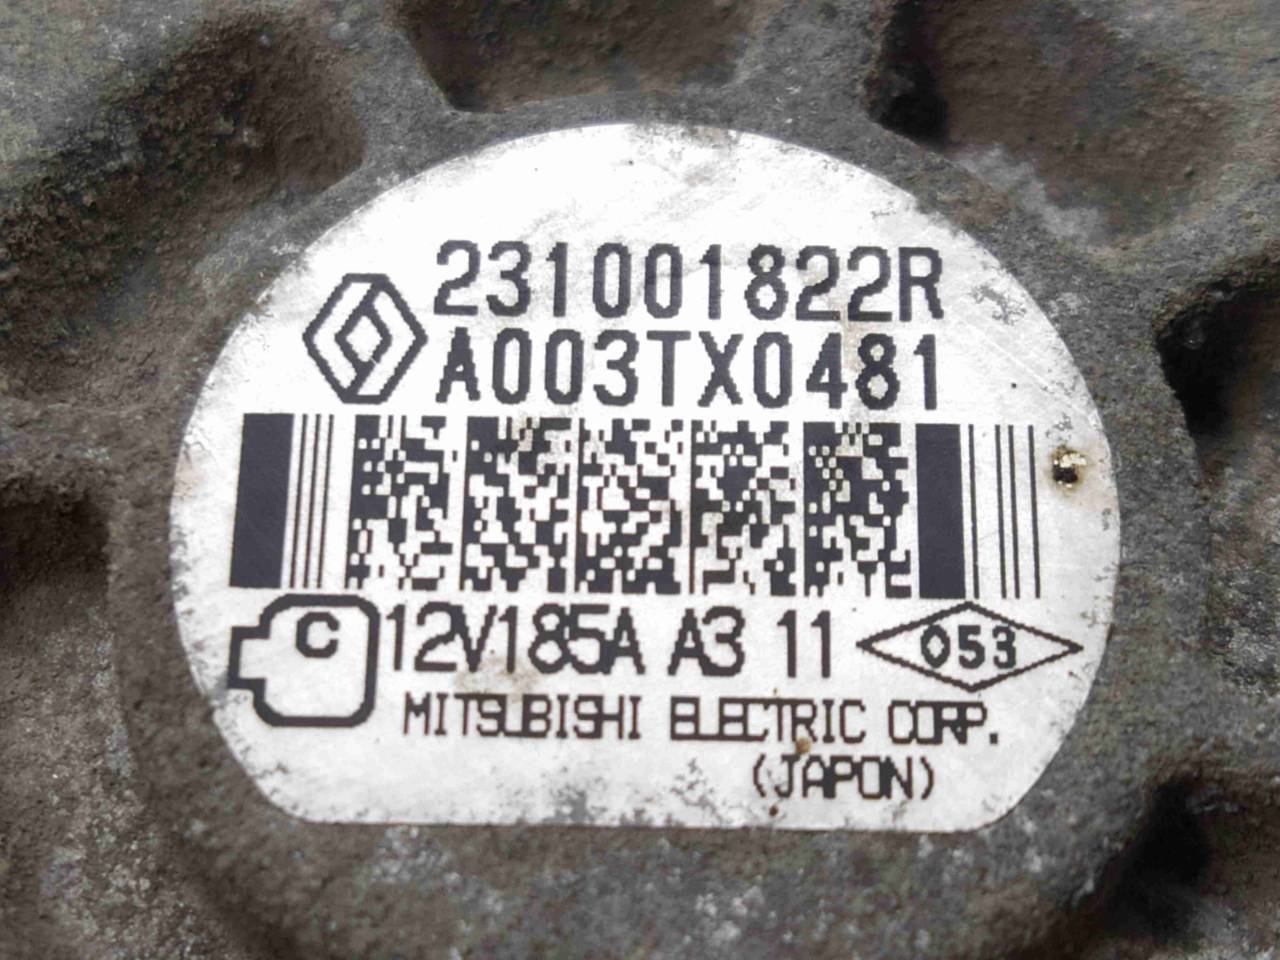 231001822R
A003TX0481
C 12V185A A3 11 053
MITSUBISHI ELECTRIC CORP.
(JAPON)